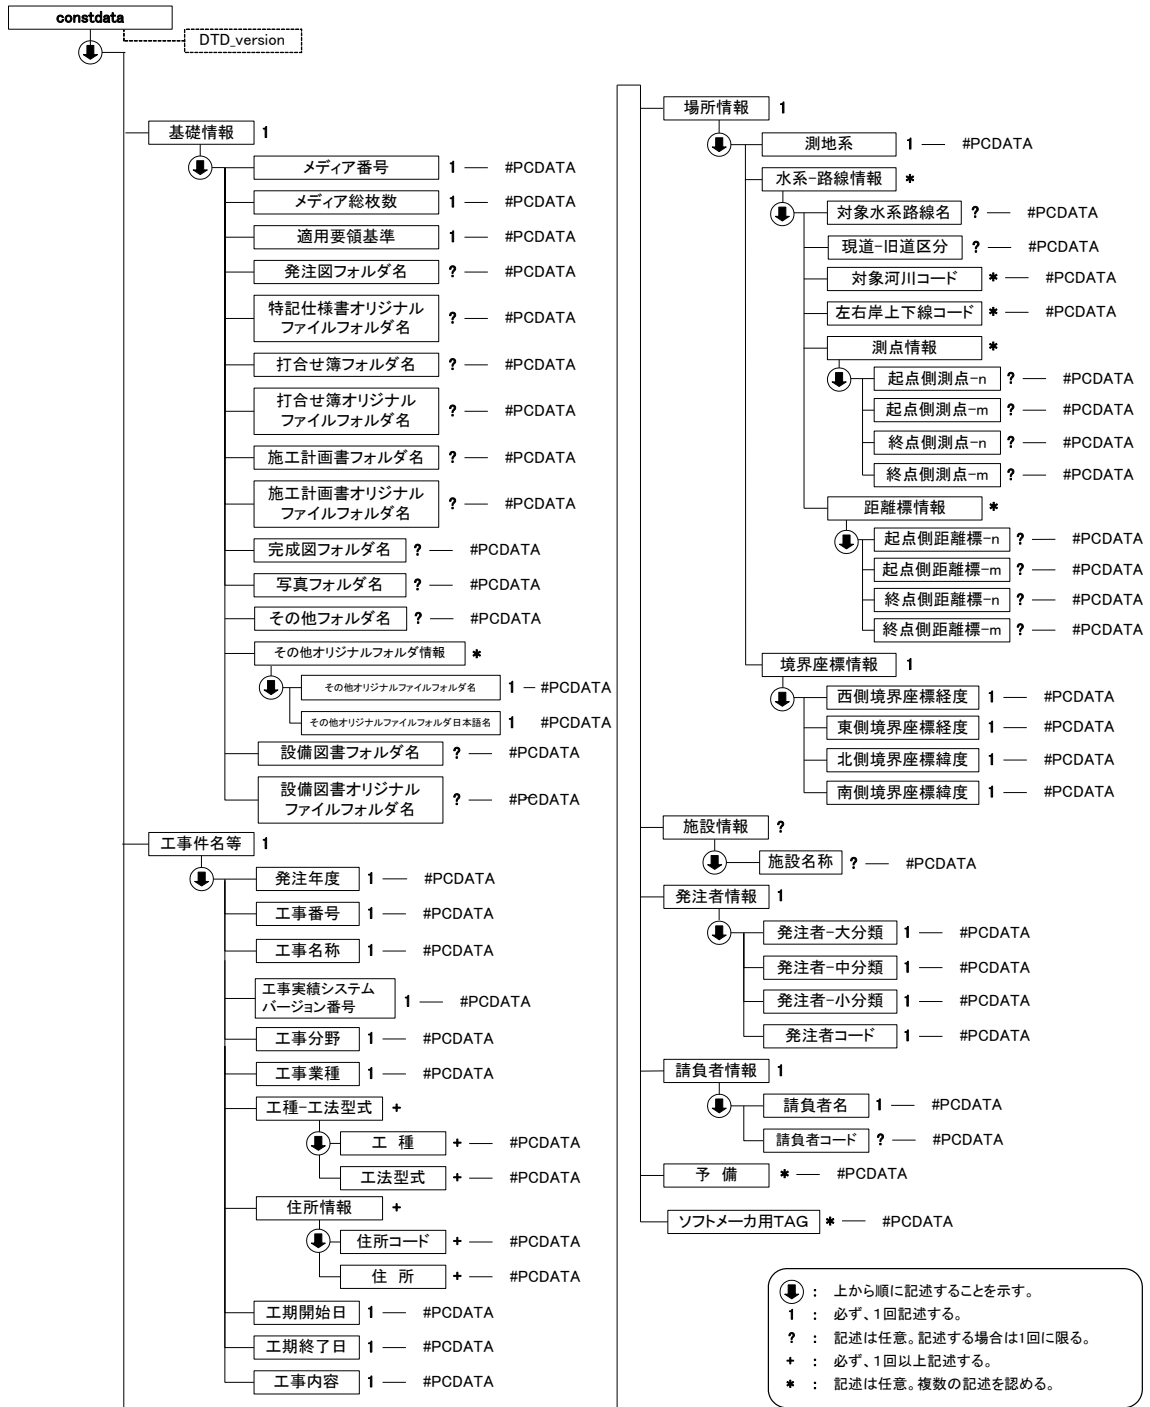 constdata
DTD_version
基礎情報 1
メディア番号 1 — #PCDATA
メディア総枚数 1 — #PCDATA
適用要領基準 1 — #PCDATA
発注図フォルダ名 ? — #PCDATA
特記仕様書オリジナル
ファイルフォルダ名 ? — #PCDATA
打合せ簿フォルダ名 ? — #PCDATA
打合せ簿オリジナル
ファイルフォルダ名 ? — #PCDATA
施工計画書フォルダ名 ? — #PCDATA
施工計画書オリジナル
ファイルフォルダ名 ? — #PCDATA
完成図フォルダ名 ? — #PCDATA
写真フォルダ名 ? — #PCDATA
その他フォルダ名 ? — #PCDATA
その他オリジナルフォルダ情報 *
その他オリジナルファイルフォルダ名 1 — #PCDATA
その他オリジナルファイルフォルダ日本語名 1 #PCDATA
設備図書フォルダ名 ? — #PCDATA
設備図書オリジナル
ファイルフォルダ名 ? — #PCDATA
工事件名等 1
発注年度 1 — #PCDATA
工事番号 1 — #PCDATA
工事名称 1 — #PCDATA
工事実績システム
バージョン番号 1 — #PCDATA
工事分野 1 — #PCDATA
工事業種 1 — #PCDATA
工種-工法型式 +
工 種 + — #PCDATA
工法型式 + — #PCDATA
住所情報 +
住所コード + — #PCDATA
住 所 + — #PCDATA
工期開始日 1 — #PCDATA
工期終了日 1 — #PCDATA
工事内容 1 — #PCDATA
場所情報 1
測地系 1 — #PCDATA
水系-路線情報 *
対象水系路線名 ? — #PCDATA
現道-旧道区分 ? — #PCDATA
対象河川コード * — #PCDATA
左右岸上下線コード * — #PCDATA
測点情報 *
起点側測点-n ? — #PCDATA
起点側測点-m ? — #PCDATA
終点側測点-n ? — #PCDATA
終点側測点-m ? — #PCDATA
距離標情報 *
起点側距離標-n ? — #PCDATA
起点側距離標-m ? — #PCDATA
終点側距離標-n ? — #PCDATA
終点側距離標-m ? — #PCDATA
境界座標情報 1
西側境界座標経度 1 — #PCDATA
東側境界座標経度 1 — #PCDATA
北側境界座標緯度 1 — #PCDATA
南側境界座標緯度 1 — #PCDATA
施設情報 ?
施設名称 ? — #PCDATA
発注者情報 1
発注者-大分類 1 — #PCDATA
発注者-中分類 1 — #PCDATA
発注者-小分類 1 — #PCDATA
発注者コード 1 — #PCDATA
請負者情報 1
請負者名 1 — #PCDATA
請負者コード ? — #PCDATA
予 備 * — #PCDATA
ソフトメーカ用TAG * — #PCDATA
: 上から順に記述することを示す。
1 : 必ず、1回記述する。
? : 記述は任意。記述する場合は1回に限る。
+ : 必ず、1回以上記述する。
* : 記述は任意。複数の記述を認める。